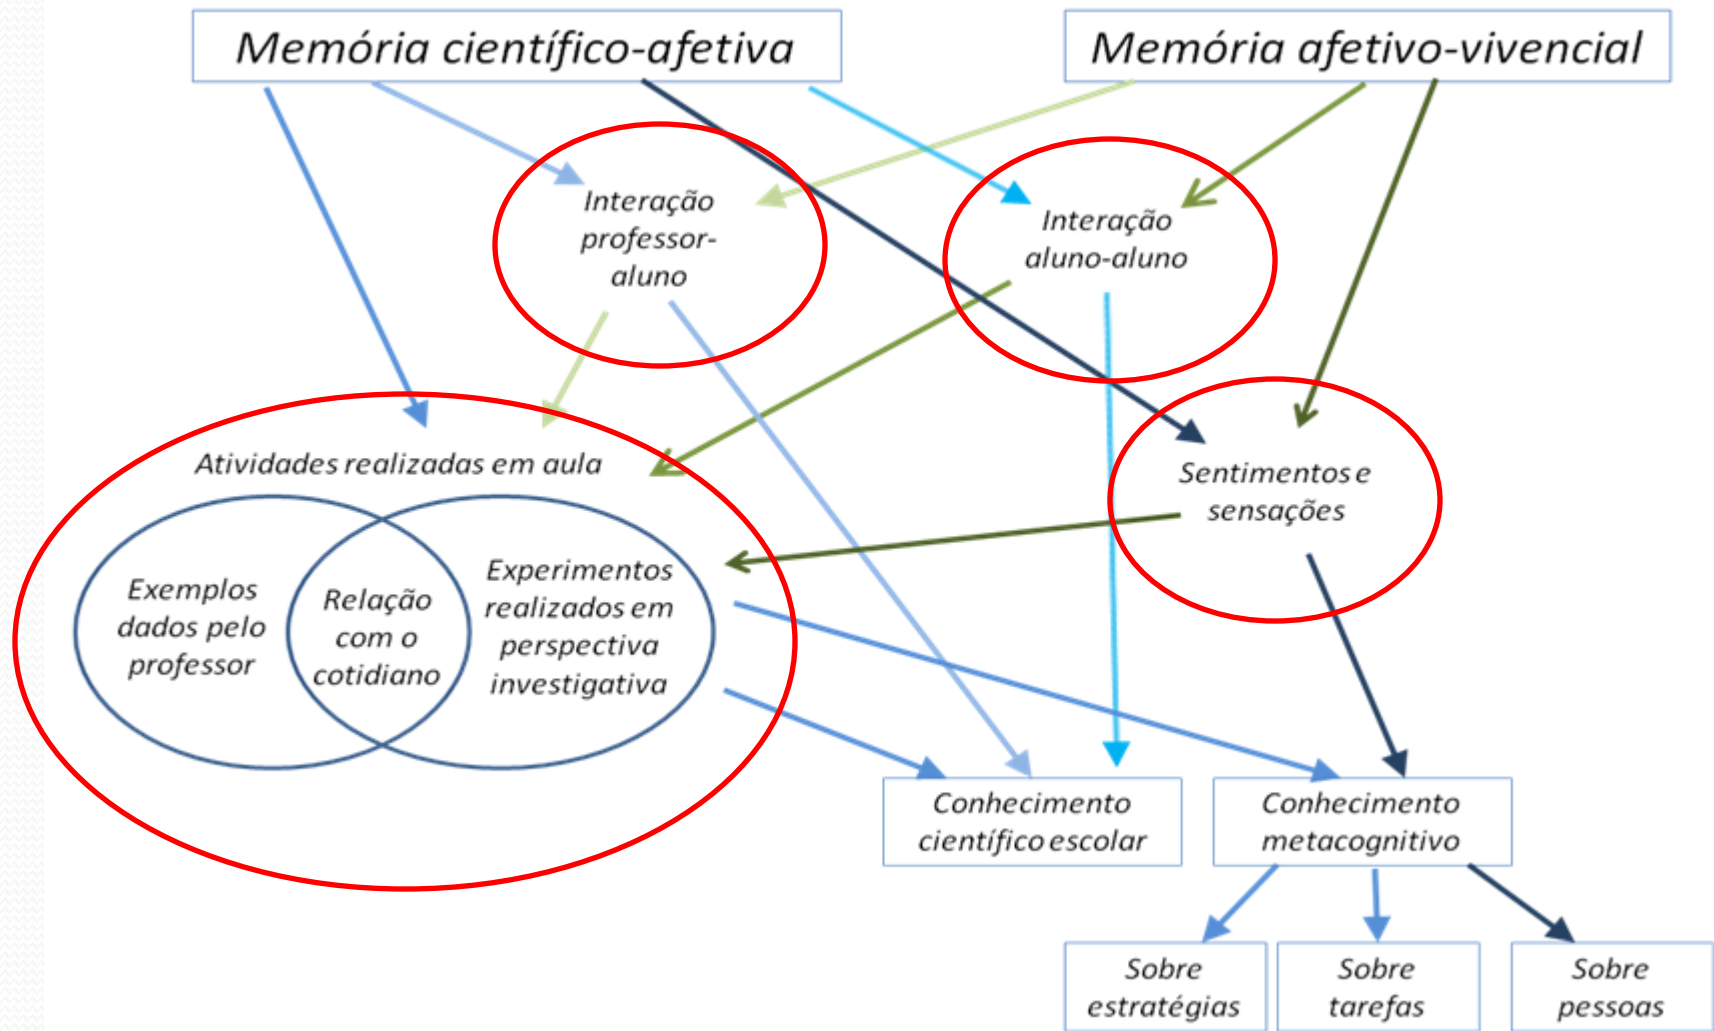 Memória científico-afetiva
Memória afetivo-vivencial
Interação
professor-
aluno
Interação
aluno-aluno
Atividades realizadas em aula
Sentimentos e
sensações
Exemplos
dados pelo
professor
Relação
com o
cotidiano
Experimentos
realizados em
perspectiva
investigativa
Conhecimento
científico escolar
Conhecimento
metacognitivo
Sobre
estratégias
Sobre
tarefas
Sobre
pessoas